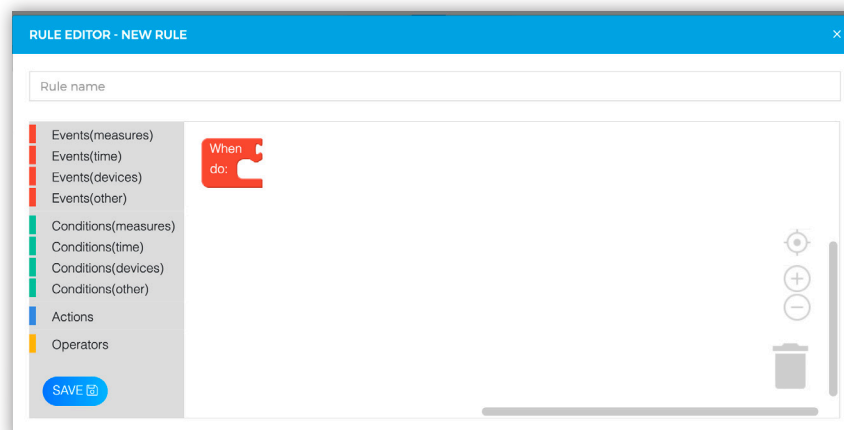 RULE EDITOR - NEW RULE
×
Rule name
Events(measures)
Events(time)
Events(devices)
Events(other)
Conditions(measures)
Conditions(time)
Conditions(devices)
Conditions(other)
Actions
Operators
SAVE
When
do: